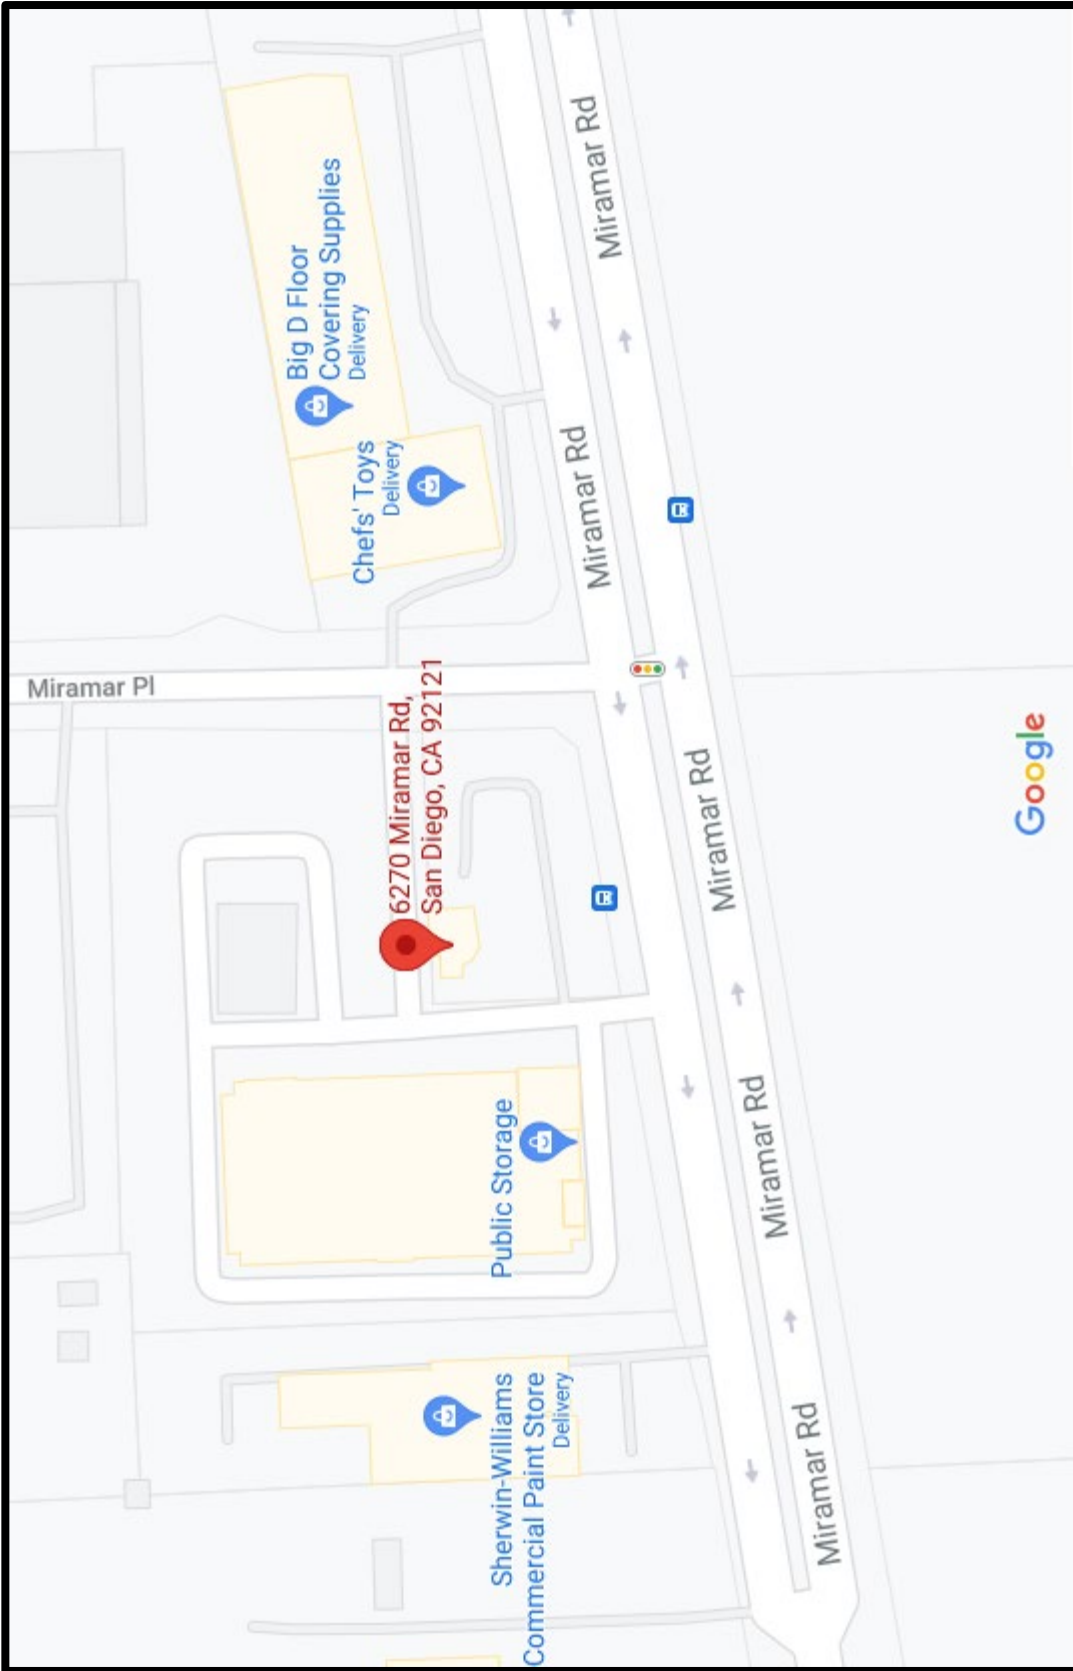 Miramar Pl
Big D Floor
Covering Supplies
Delivery
Chefs' Toys
Delivery
6270 Miramar Rd,
San Diego, CA 92121
Public Storage
Sherwin-Williams
Commercial Paint Store
Delivery
Miramar Rd
Miramar Rd
Miramar Rd
Miramar Rd
Miramar Rd
Google